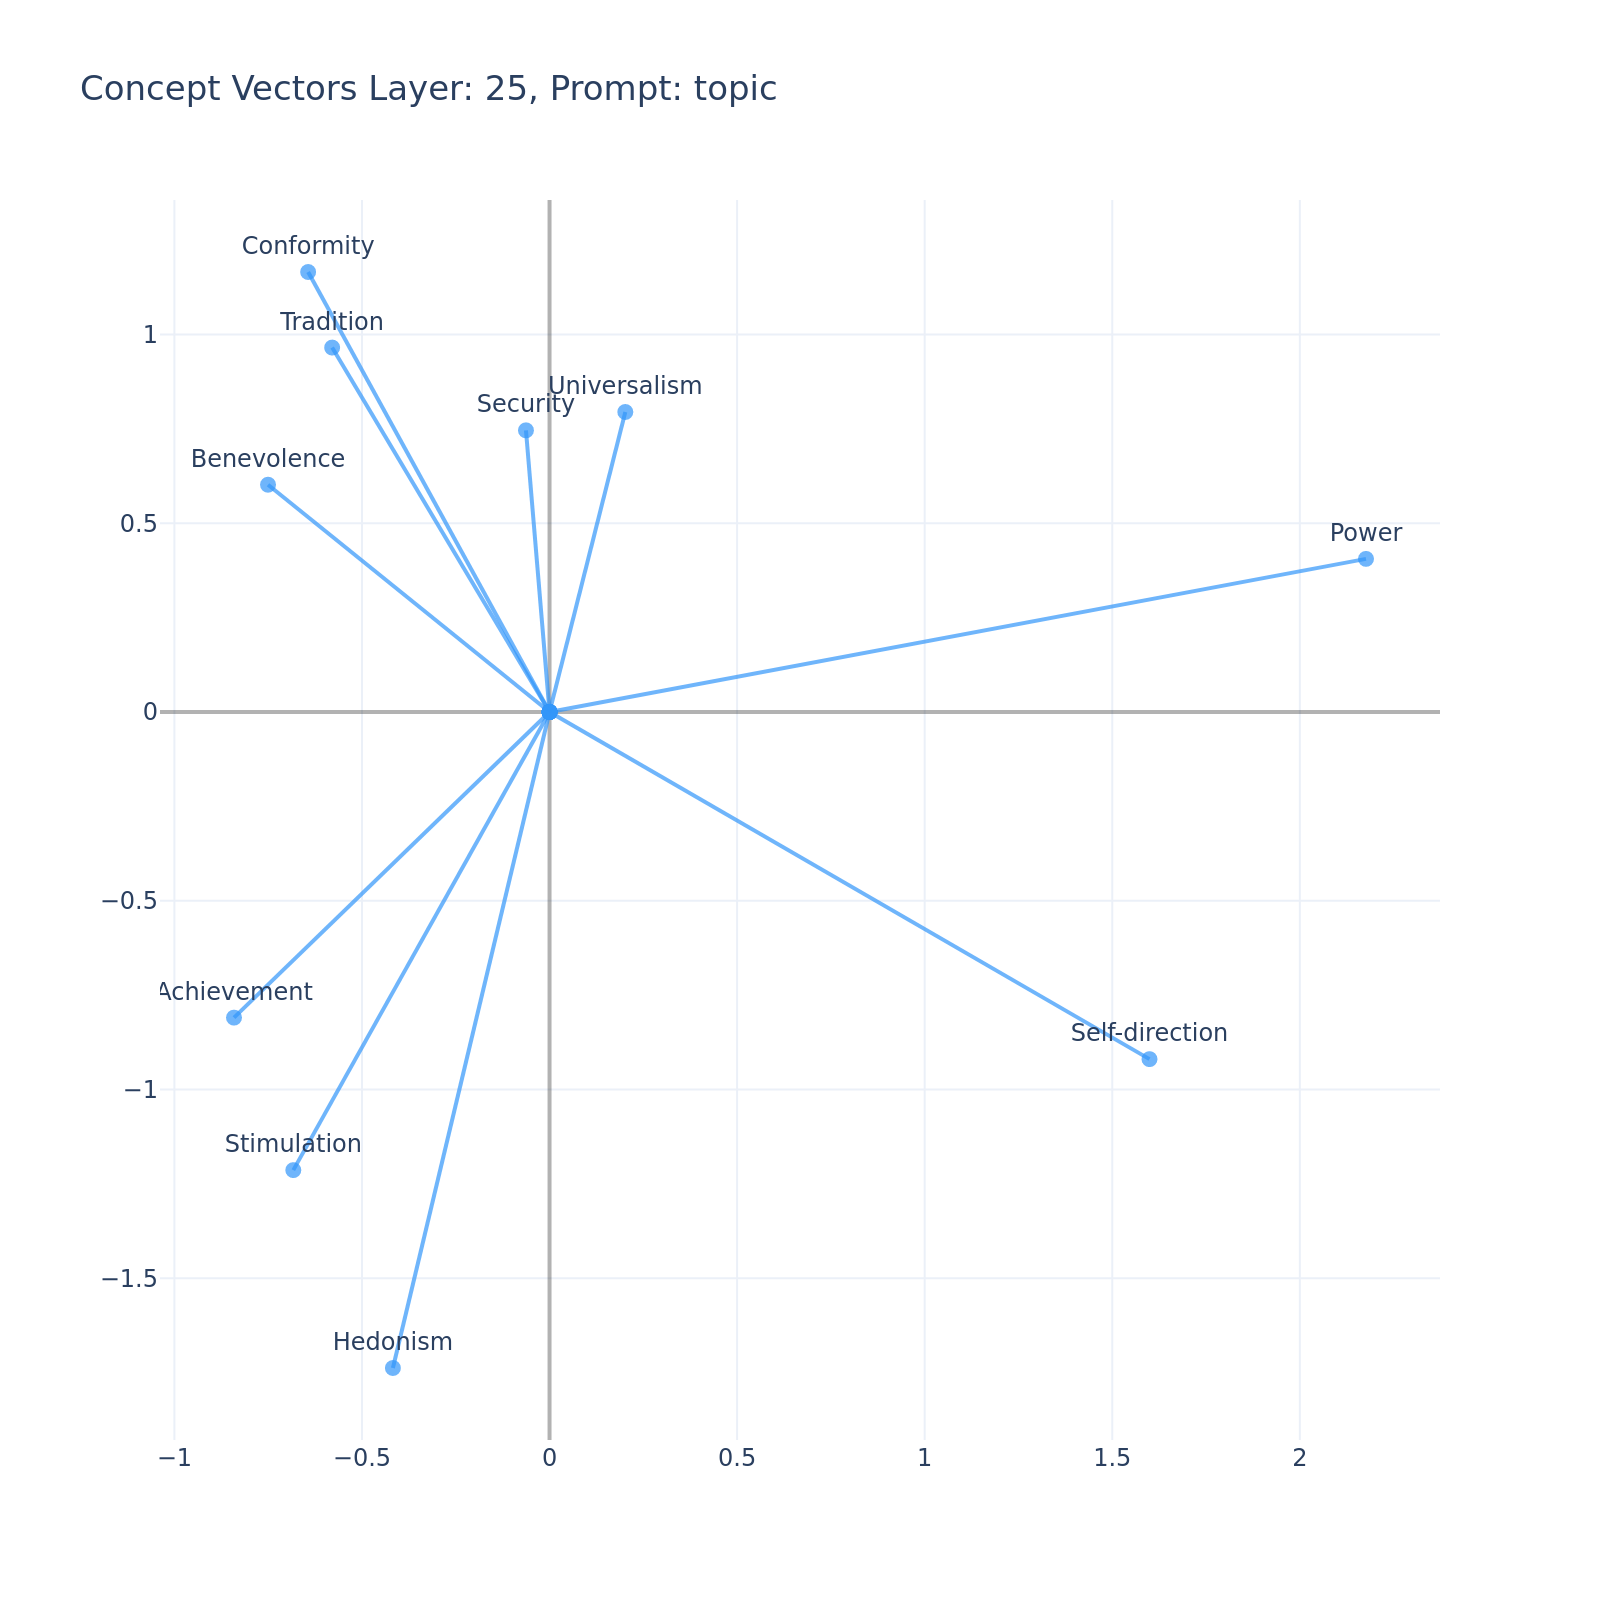 Concept Vectors Layer: 25, Prompt: topic
Conformity
Tradition
1
Universalism
Security
Benevolence
0.5
Power
0
−0.5
Achievement
Self-direction
−1
Stimulation
−1.5
Hedonism
−1 −0.5 0 0.5 1 1.5 2